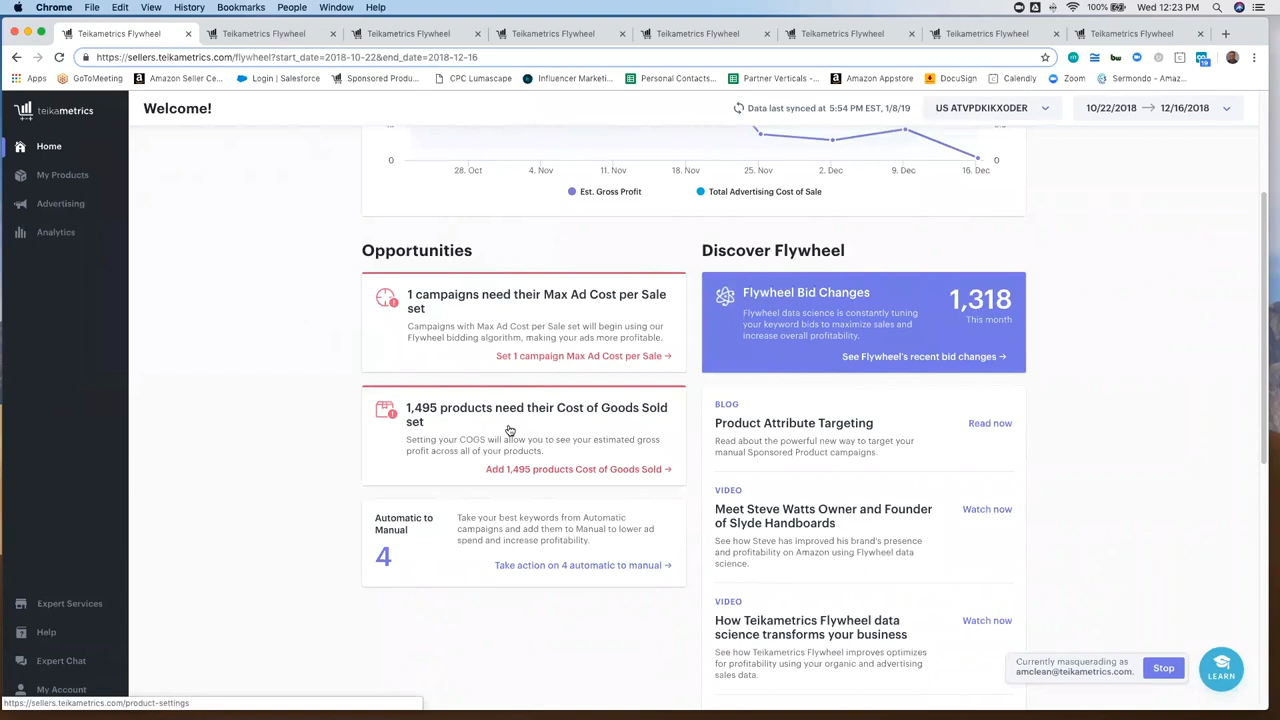 Chrome File Edit View History Bookmarks People Window Help
100% Wed 12:23 PM
Teikametrics Flywheel
Teikametrics Flywheel
Teikametrics Flywheel
Teikametrics Flywheel
Teikametrics Flywheel
Teikametrics Flywheel
Teikametrics Flywheel
Teikametrics Flywheel
https://sellers.teikametrics.com/flywheel?start_date=2018-10-22&end_date=2018-12-16
Apps GoToMeeting Amazon Seller Ce... Login | Salesforce Sponsored Produ... CPC Lumascape Influencer Marketi... Personal Contacts... Partner Verticals -... Amazon Appstore DocuSign Calendly Zoom Sermondo - Amaz...
teikametrics
Welcome!
Data last synced at 5:54 PM EST, 1/8/19
US ATVPDKIKX0DER
10/22/2018 → 12/16/2018
Home
My Products
Advertising
Analytics
0
0
28. Oct 4. Nov 11. Nov 18. Nov 25. Nov 2. Dec 9. Dec 16. Dec
Est. Gross Profit Total Advertising Cost of Sale
Opportunities
1 campaigns need their Max Ad Cost per Sale
set
Campaigns with Max Ad Cost per Sale set will begin using our
Flywheel bidding algorithm, making your ads more profitable.
Set 1 campaign Max Ad Cost per Sale →
1,495 products need their Cost of Goods Sold
set
Setting your COGS will allow you to see your estimated gross
profit across all of your products.
Add 1,495 products Cost of Goods Sold →
Automatic to
Manual
4
Take your best keywords from Automatic
campaigns and add them to Manual to lower ad
spend and increase profitability.
Take action on 4 automatic to manual →
Discover Flywheel
Flywheel Bid Changes
Flywheel data science is constantly tuning
your keyword bids to maximize sales and
increase overall profitability.
1,318
This month
See Flywheel's recent bid changes →
BLOG
Product Attribute Targeting
Read now
Read about the powerful new way to target your
manual Sponsored Product campaigns.
VIDEO
Meet Steve Watts Owner and Founder
of Slyde Handboards
Watch now
See how Steve has improved his brand's presence
and profitability on Amazon using Flywheel data
science.
VIDEO
How Teikametrics Flywheel data
science transforms your business
Watch now
See how Teikametrics Flywheel improves optimizes
for profitability using your organic and advertising
sales data.
Expert Services
Help
Expert Chat
My Account
Currently masquerading as
amclean@teikametrics.com.
Stop
LEARN
https://sellers.teikametrics.com/product-settings